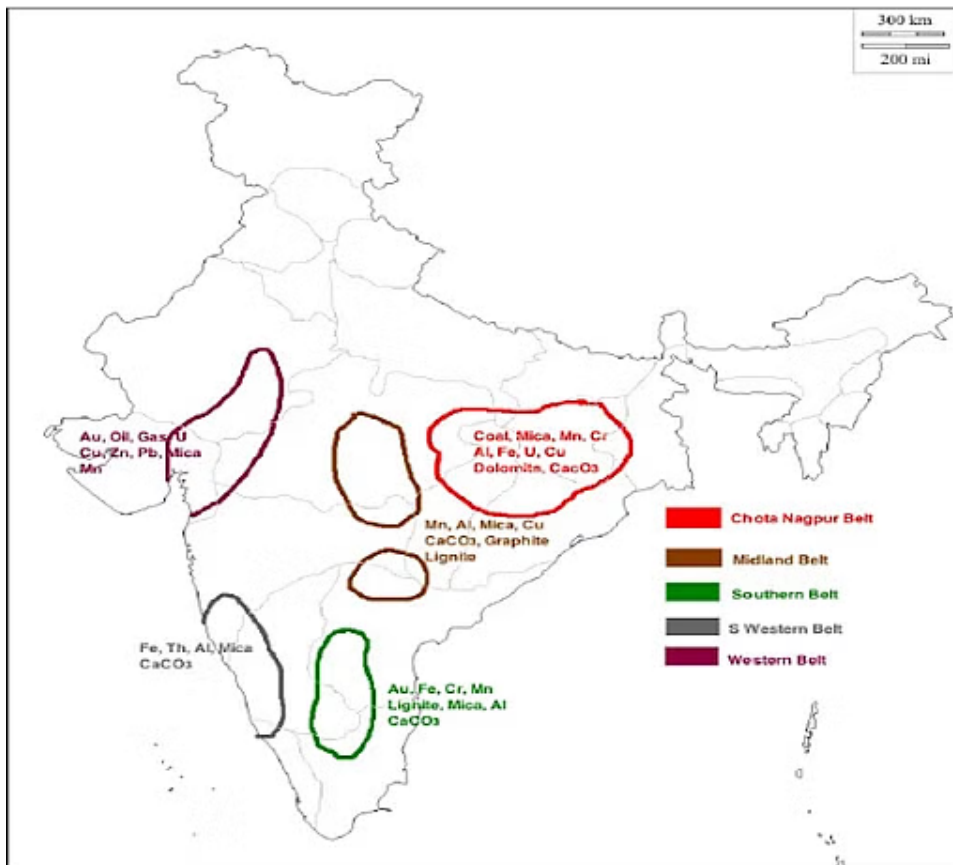 300 km
200 mi
Au, Oil, Gas, U
Cu, Zn, Pb, Mica
Mn
Coal, Mica, Mn, Cr
Al, Fe, U, Cu
Dolomite, CacO3
Mn, Al, Mica, Cu
CaCO3, Graphite
Lignite
Chota Nagpur Belt
Midland Belt
Southern Belt
S Western Belt
Western Belt
Fe, Th, Al, Mica
CaCO3
Au, Fe, Cr, Mn
Lignite, Mica, Al
CaCO3